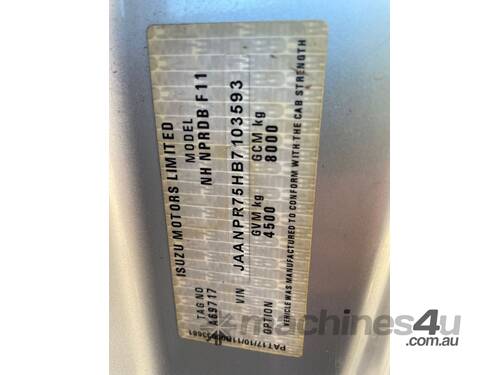 ISUZU MOTORS LIMITED
MODEL
NH NPRDB F11
TAG NO
A69717
VIN
JAANPR75HB7103593
OPTION
GVM kg
4500
GCM kg
8000
VEHICLE WAS MANUFACTURED TO CONFORM WITH THE CAB STRENGTH
machines4u
.com.au